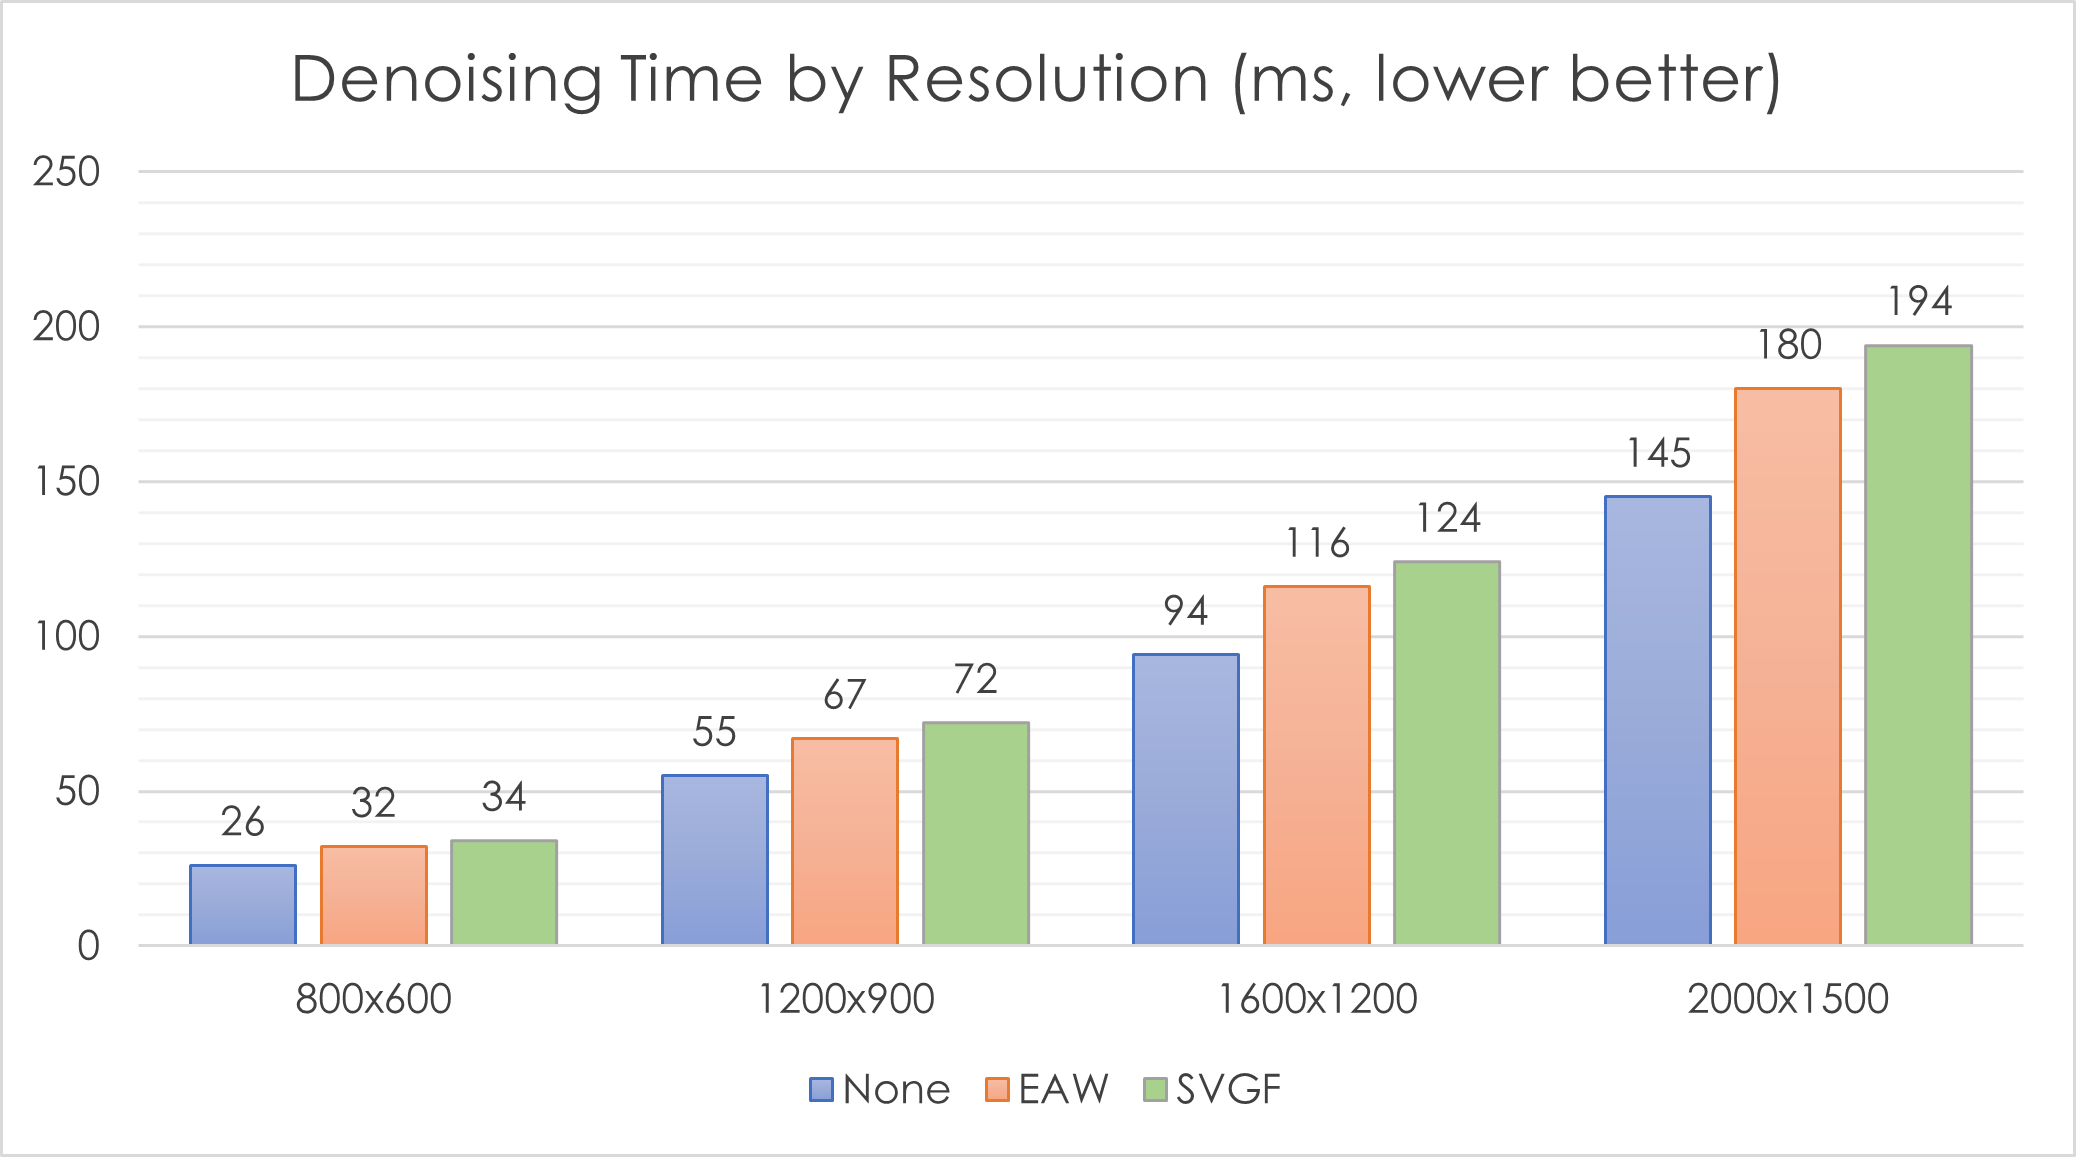 Denoising Time by Resolution (ms, lower better)
250
200
150
100
50
0
26
32
34
55
67
72
94
116
124
145
180
194
800x600
1200x900
1600x1200
2000x1500
None
EAW
SVGF